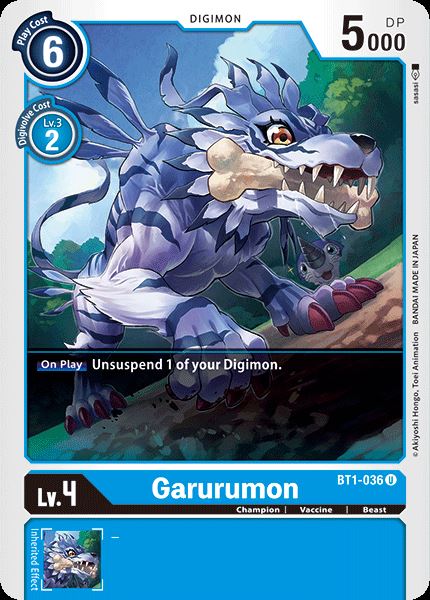 Play Cost
6
DIGIMON
DP
5000
Digivolve Cost
Lv.3
2
sasasi
© Akiyoshi Hongo, Toei Animation BANDAI MADE IN JAPAN
On Play Unsuspend 1 of your Digimon.
BT1-036 U
Lv.4 Garurumon
Champion | Vaccine | Beast
Inherited Effect
–